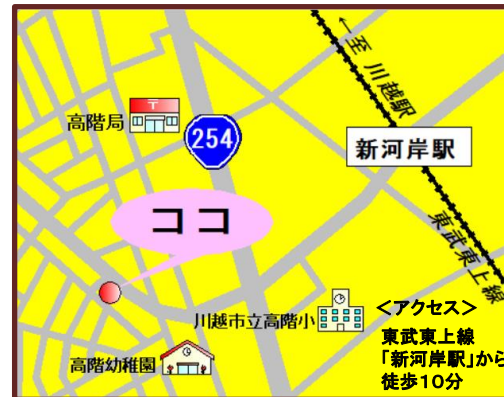 ←至 川越駅
高階局
〒
254
新河岸駅
ココ
東武東上線
川越市立高階小
高階幼稚園
＜アクセス＞
東武東上線
「新河岸駅」から
徒歩10分